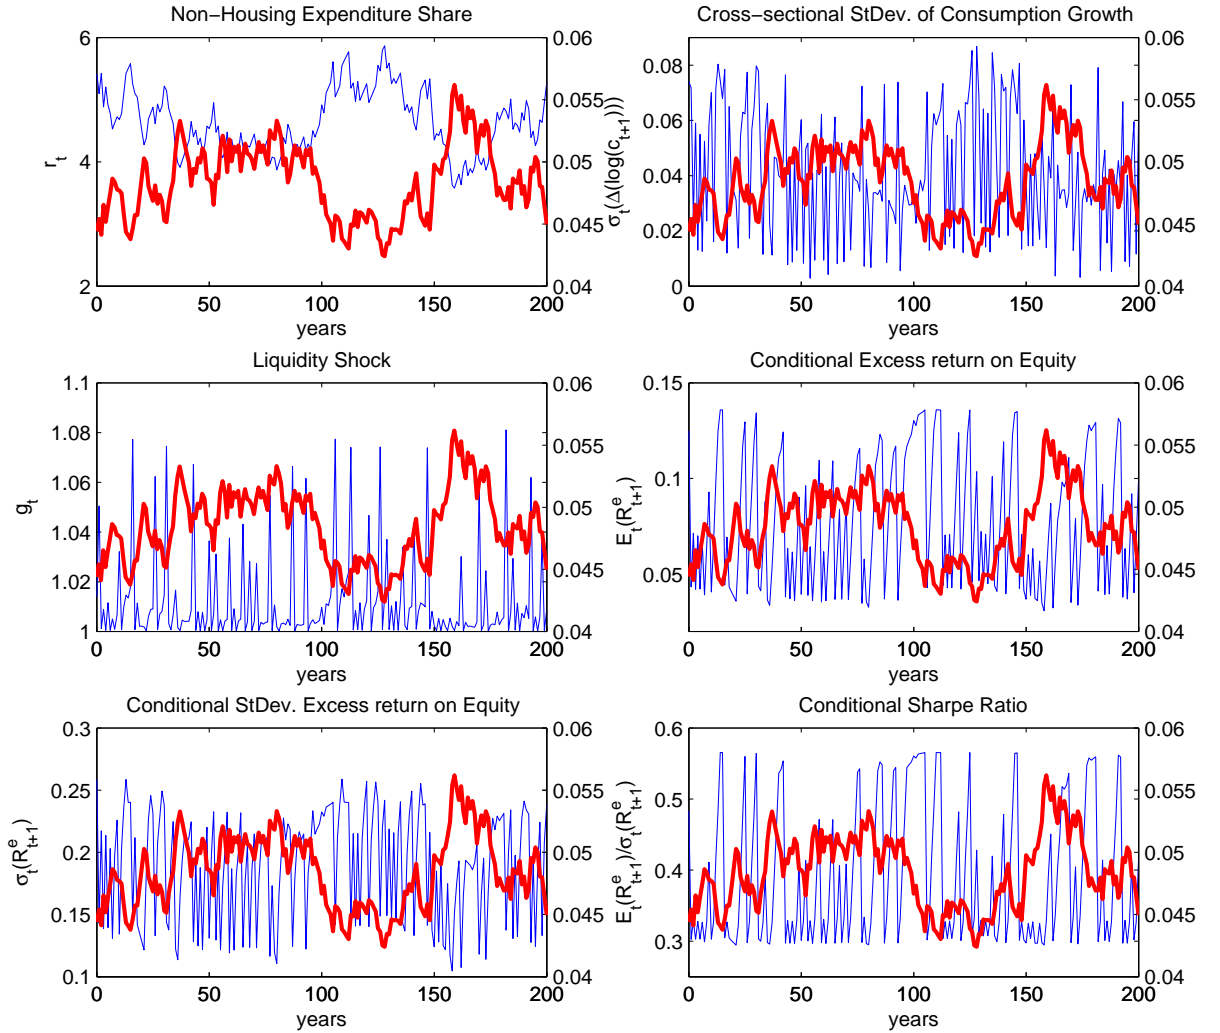 Non−Housing Expenditure Share
6
4
2
r_t
0.06
0.055
0.05
0.045
0.04
0 50 100 150 200
years
Cross−sectional StDev. of Consumption Growth
0.08
0.06
0.04
0.02
0
σ_t(Δ(log(c_{t+1})))
0.06
0.055
0.05
0.045
0.04
0 50 100 150 200
years
Liquidity Shock
1.1
1.08
1.06
1.04
1.02
1
g_t
0.06
0.055
0.05
0.045
0.04
0 50 100 150 200
years
Conditional Excess return on Equity
0.15
0.1
0.05
E_t(R^e_{t+1})
0.06
0.055
0.05
0.045
0.04
0 50 100 150 200
years
Conditional StDev. Excess return on Equity
0.3
0.25
0.2
0.15
0.1
σ_t(R^e_{t+1})
0.06
0.055
0.05
0.045
0.04
0 50 100 150 200
years
Conditional Sharpe Ratio
0.6
0.5
0.4
0.3
E_t(R^e_{t+1})/σ_t(R^e_{t+1})
0.06
0.055
0.05
0.045
0.04
0 50 100 150 200
years